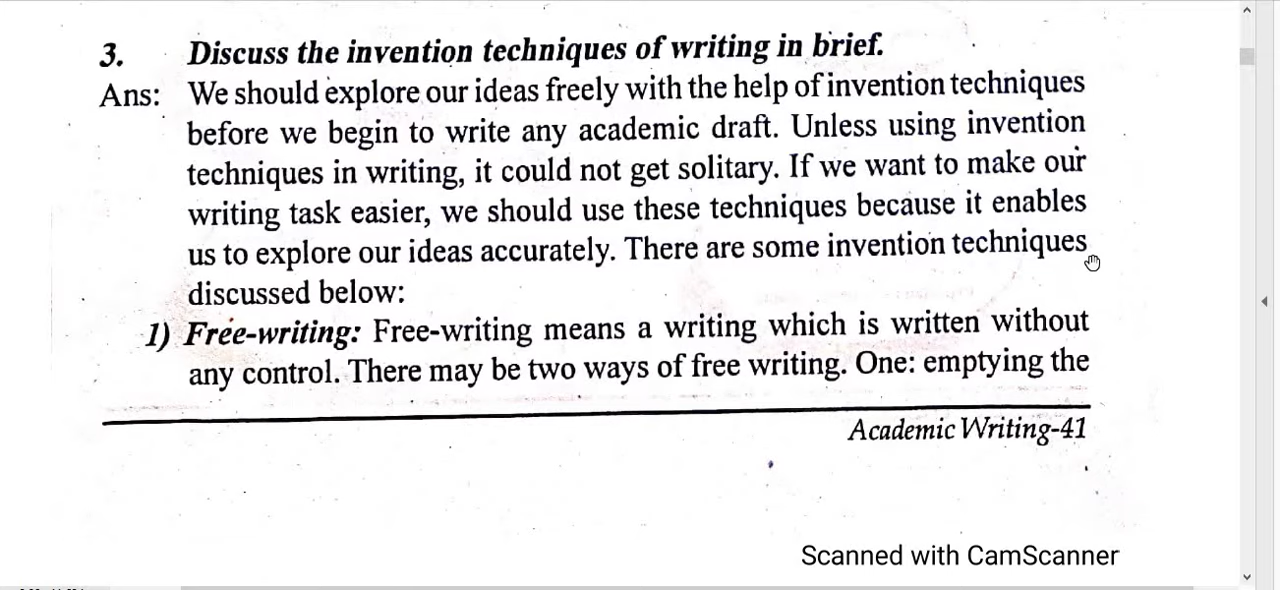 3. Discuss the invention techniques of writing in brief.
Ans: We should explore our ideas freely with the help of invention techniques
before we begin to write any academic draft. Unless using invention
techniques in writing, it could not get solitary. If we want to make our
writing task easier, we should use these techniques because it enables
us to explore our ideas accurately. There are some invention techniques
discussed below:
1) Free-writing: Free-writing means a writing which is written without
any control. There may be two ways of free writing. One: emptying the
Academic Writing-41
Scanned with CamScanner